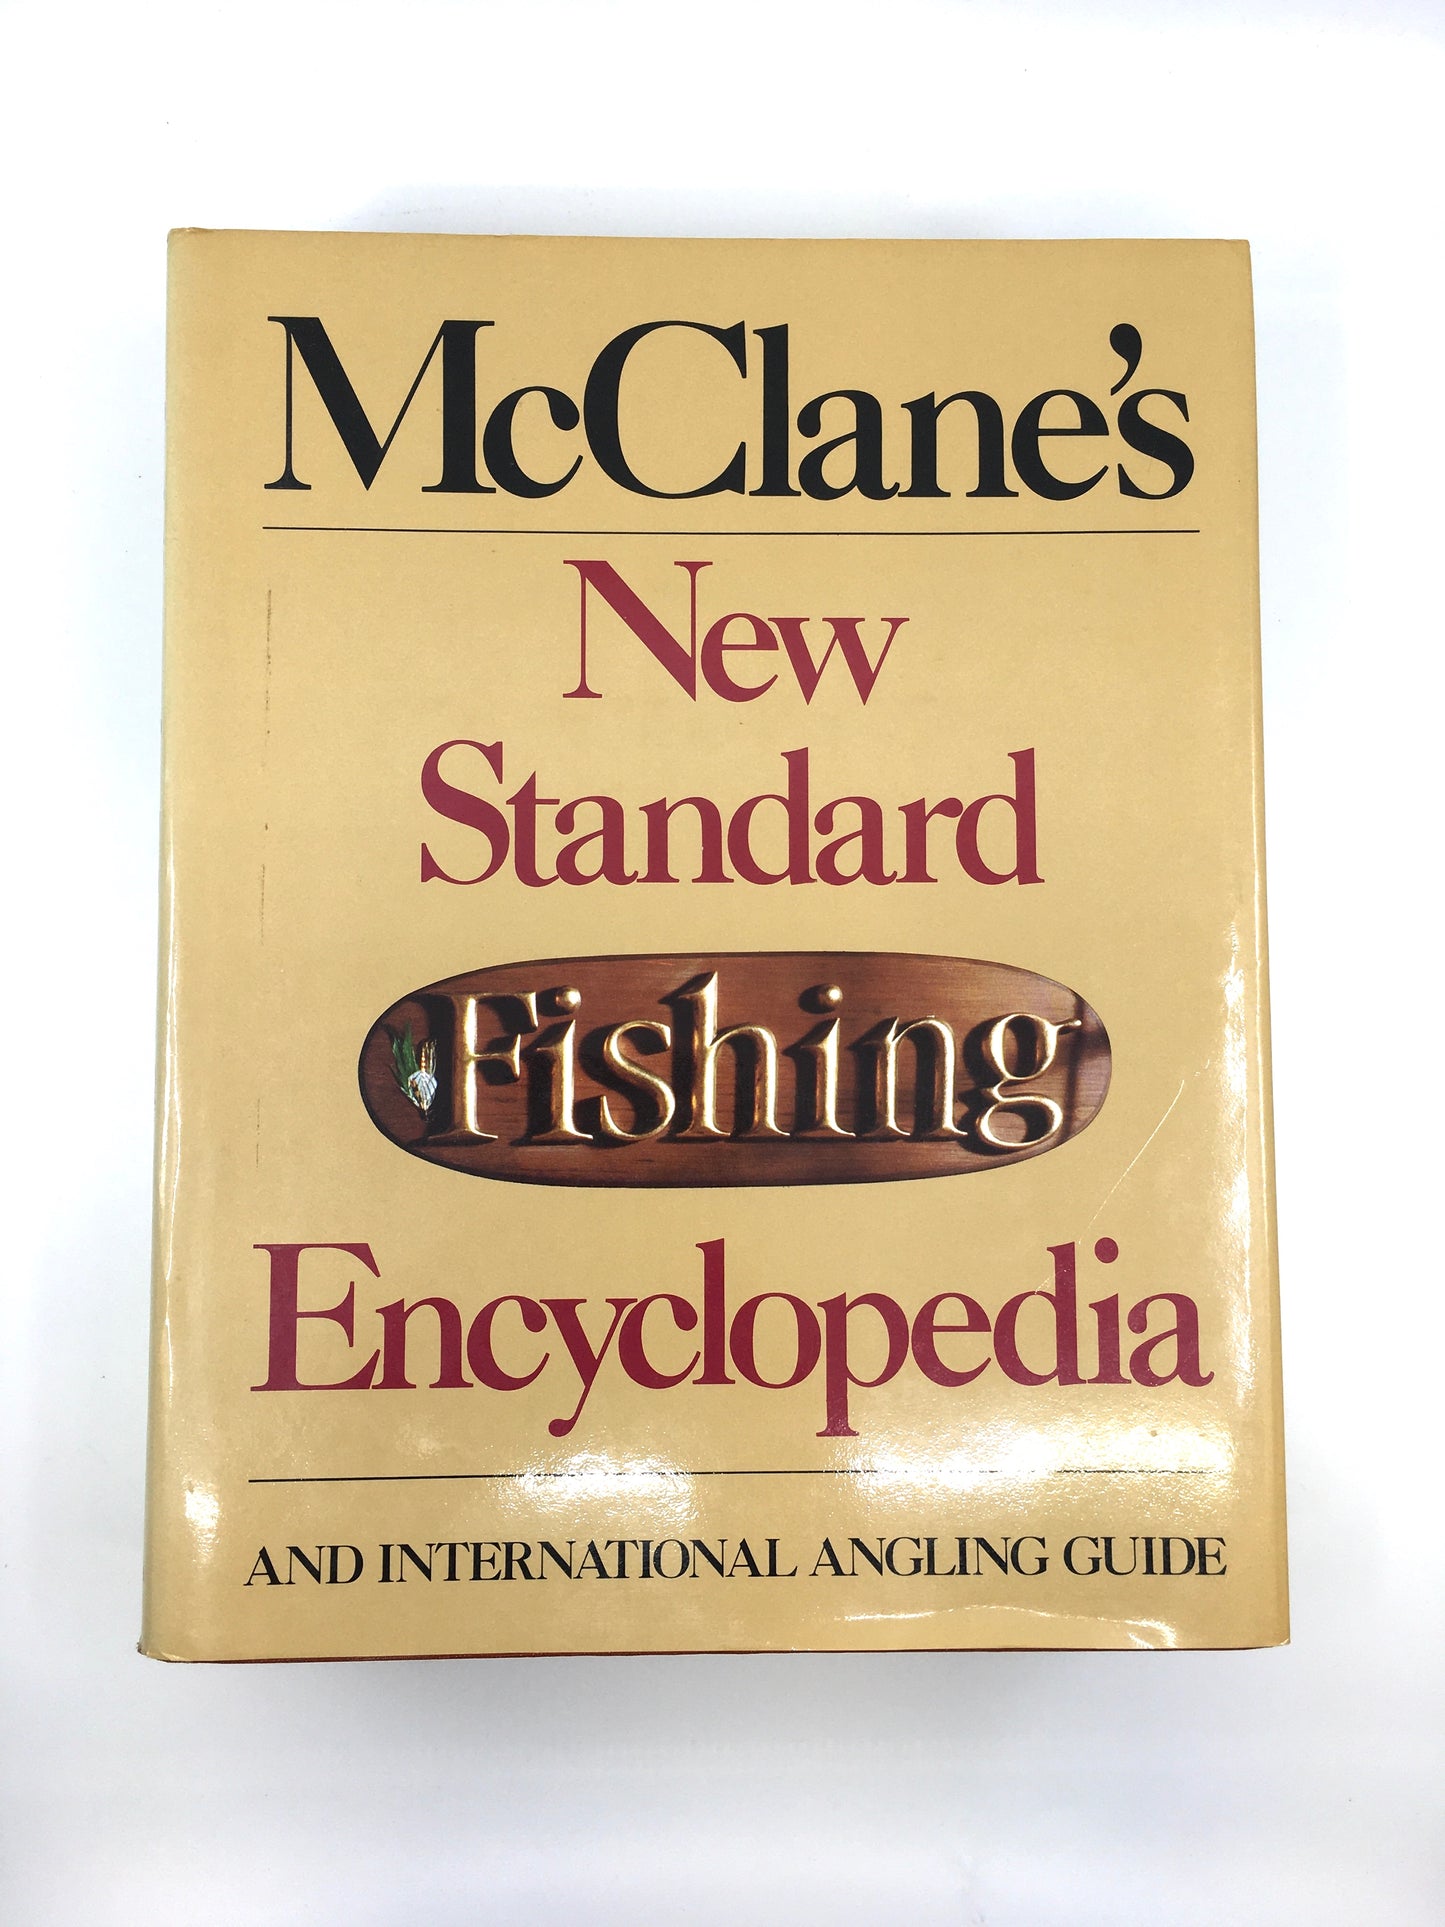 McClane's
New
Standard
Fishing
Encyclopedia
AND INTERNATIONAL ANGLING GUIDE